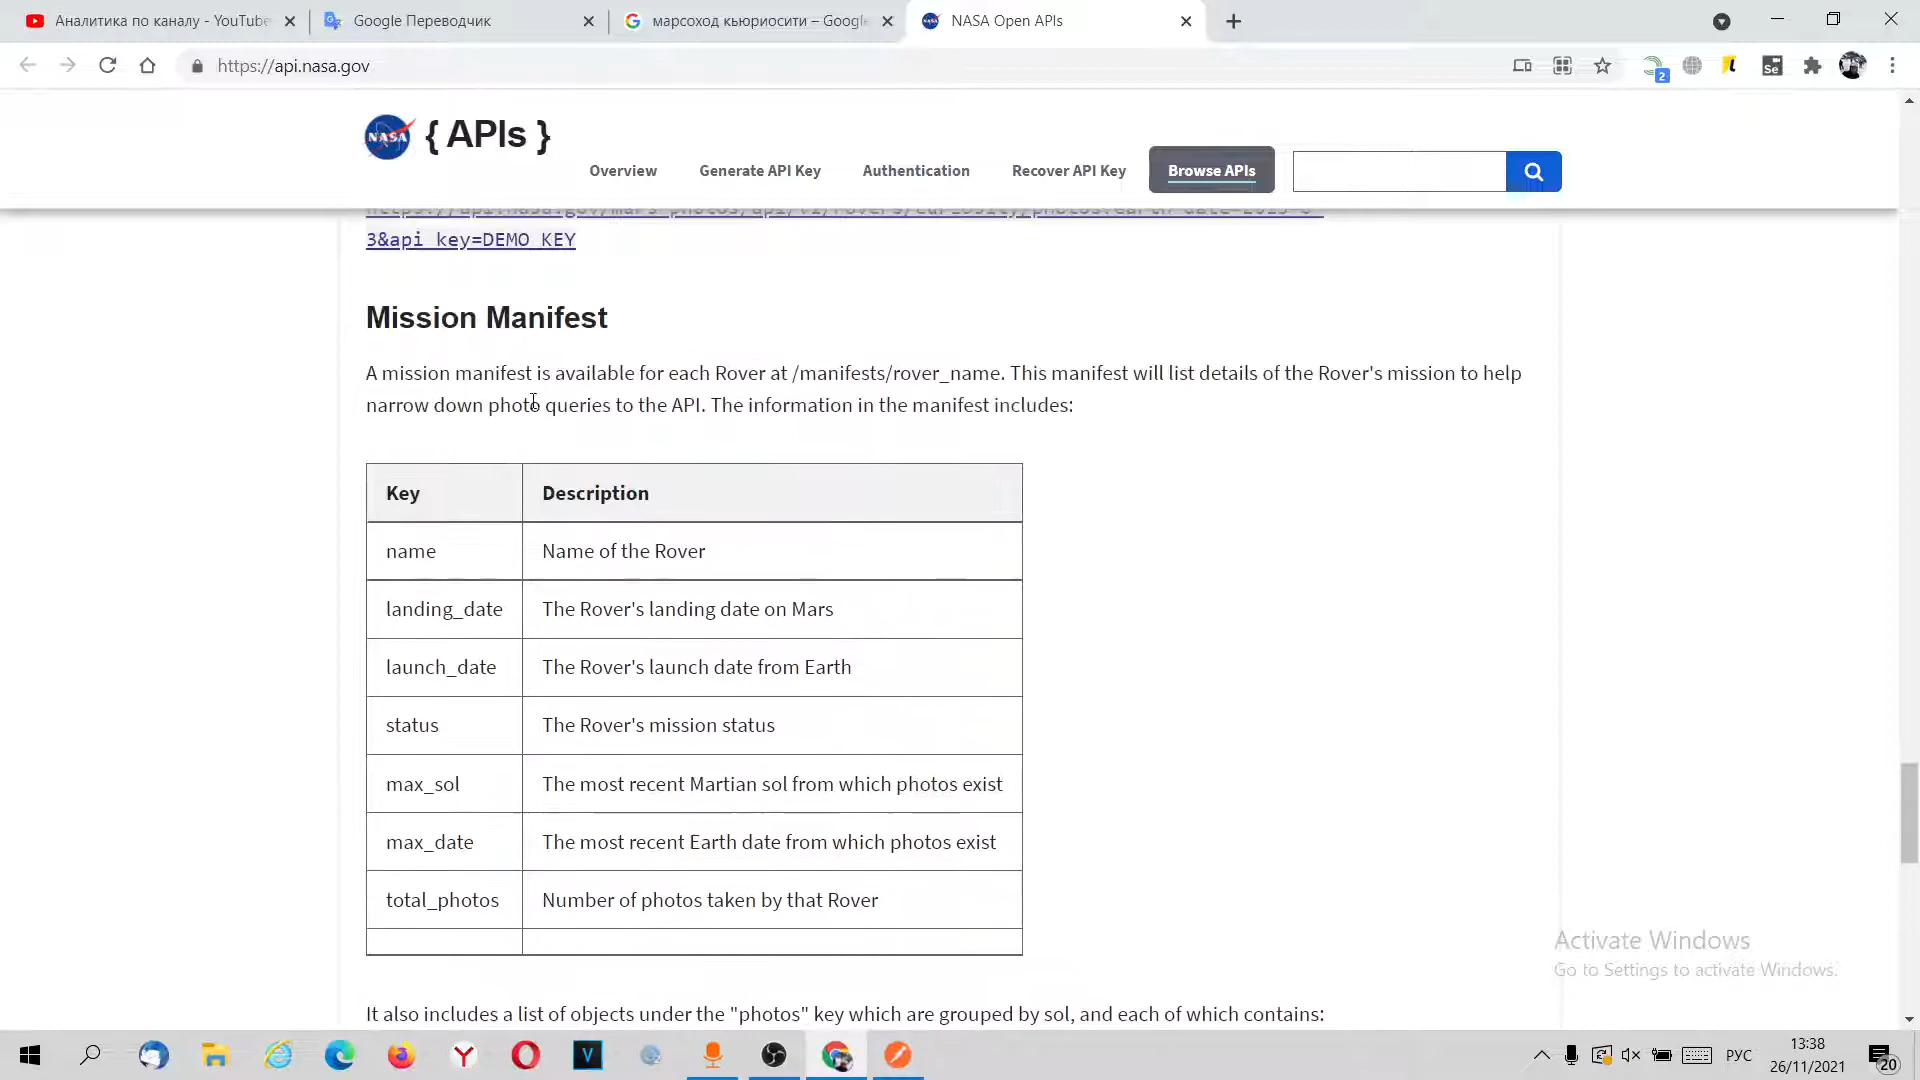 Аналитика по каналу - YouTube
Google Переводчик
марсоход кьюриосити – Google
NASA Open APIs
https://api.nasa.gov
2
Se
NASA
{ APIs }
Overview
Generate API Key
Authentication
Recover API Key
Browse APIs
3&api_key=DEMO_KEY
Mission Manifest
A mission manifest is available for each Rover at /manifests/rover_name. This manifest will list details of the Rover's mission to help
narrow down photo queries to the API. The information in the manifest includes:
Key Description
name Name of the Rover
landing_date The Rover's landing date on Mars
launch_date The Rover's launch date from Earth
status The Rover's mission status
max_sol The most recent Martian sol from which photos exist
max_date The most recent Earth date from which photos exist
total_photos Number of photos taken by that Rover
It also includes a list of objects under the "photos" key which are grouped by sol, and each of which contains:
Activate Windows
Go to Settings to activate Windows.
V
РУС
13:38
26/11/2021
20